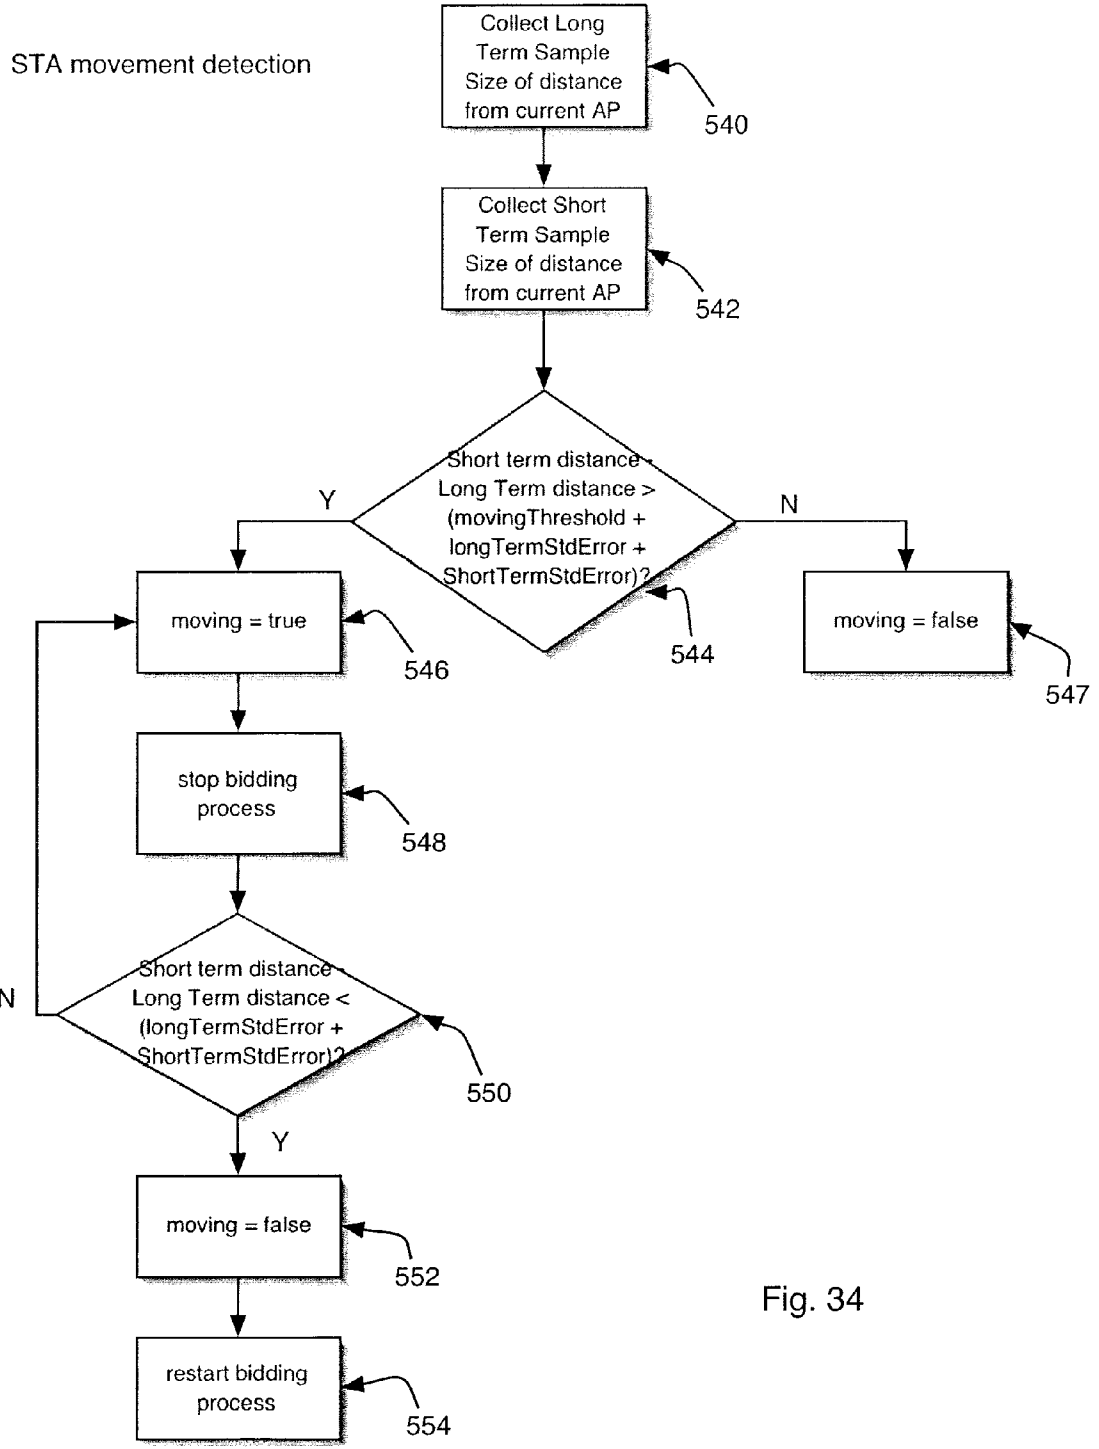 STA movement detection
Collect Long
Term Sample
Size of distance
from current AP
540
Collect Short
Term Sample
Size of distance
from current AP
542
Short term distance -
Long Term distance >
(movingThreshold +
longTermStdError +
ShortTermStdError)?
Y
N
544
moving = true
546
moving = false
547
stop bidding
process
548
Short term distance -
Long Term distance <
(longTermStdError +
ShortTermStdError)?
N
550
Y
moving = false
552
restart bidding
process
554
Fig. 34